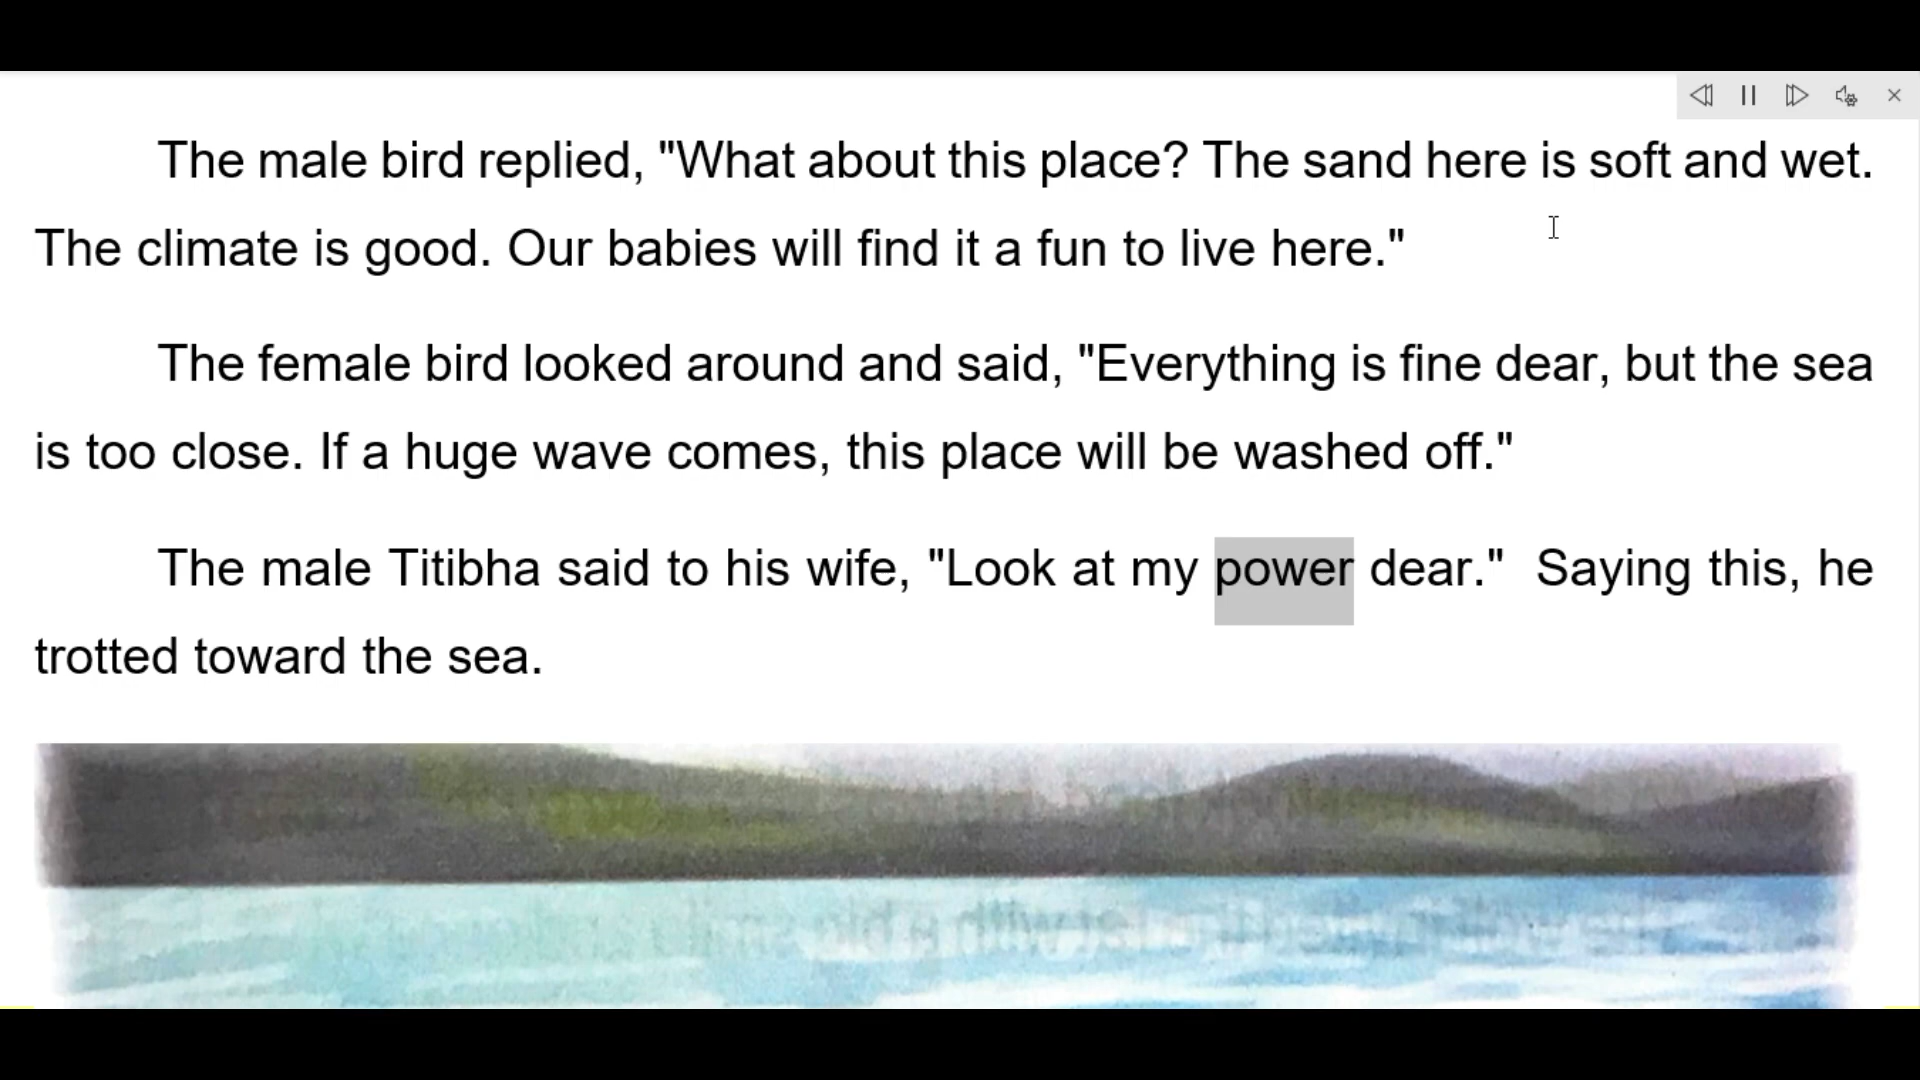 The male bird replied, "What about this place? The sand here is soft and wet.
The climate is good. Our babies will find it a fun to live here."
The female bird looked around and said, "Everything is fine dear, but the sea
is too close. If a huge wave comes, this place will be washed off."
The male Titibha said to his wife, "Look at my power dear."  Saying this, he
trotted toward the sea.